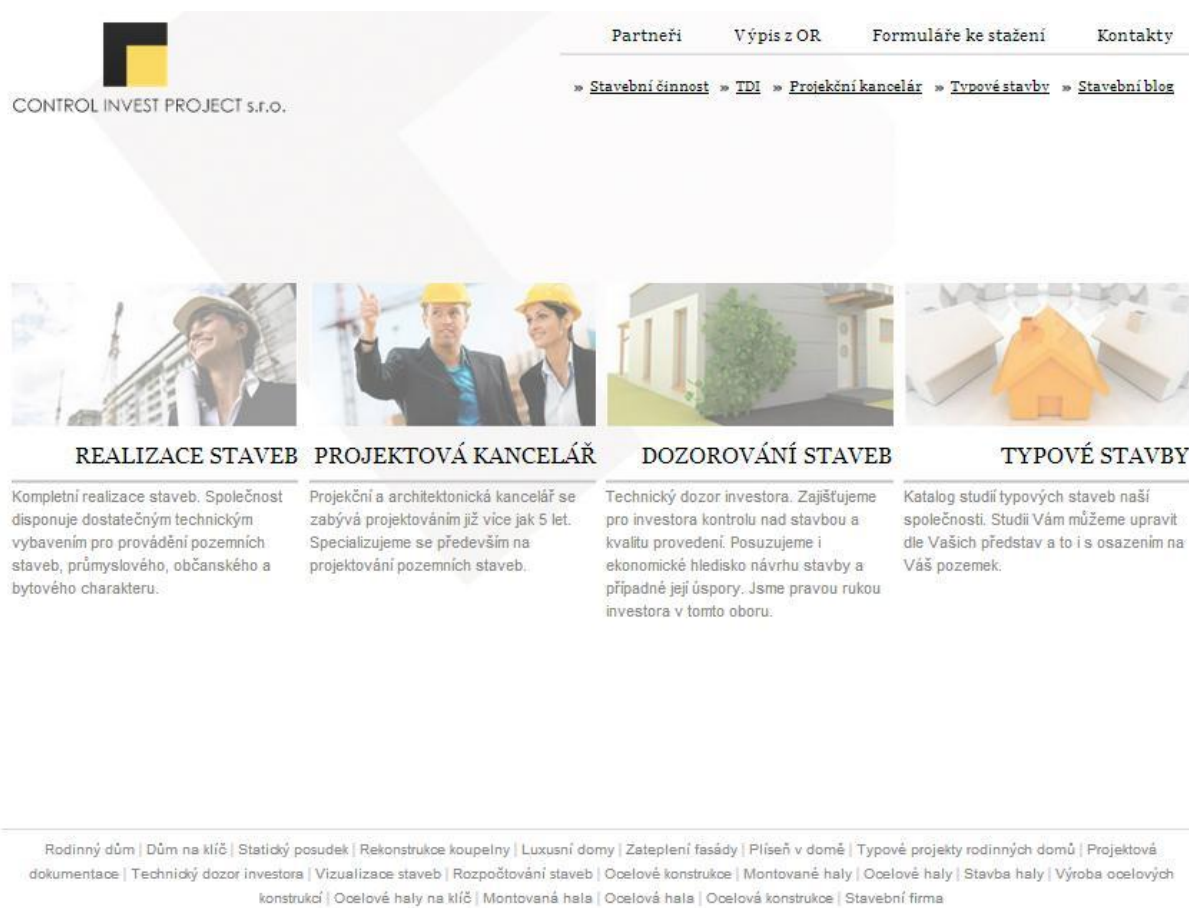 Partneři Výpis z OR Formuláře ke stažení Kontakty
CONTROL INVEST PROJECT s.r.o.
» Stavební činnost » TDI » Projekční kancelár » Typové stavby » Stavební blog
REALIZACE STAVEB
Kompletní realizace staveb. Společnost
disponuje dostatečným technickým
vybavením pro provádění pozemních
staveb, průmyslového, občanského a
bytového charakteru.
PROJEKTOVÁ KANCELÁŘ
Projekční a architektonická kancelář se
zabývá projektováním již více jak 5 let.
Specializujeme se především na
projektování pozemních staveb.
DOZOROVÁNÍ STAVEB
Technický dozor investora. Zajišťujeme
pro investora kontrolu nad stavbou a
kvalitu provedení. Posuzujeme i
ekonomické hledisko návrhu stavby a
případné její úspory. Jsme pravou rukou
investora v tomto oboru.
TYPOVÉ STAVBY
Katalog studií typových staveb naší
společnosti. Studii Vám můžeme upravit
dle Vašich představ a to i s osazením na
Váš pozemek.
Rodinný dům | Dům na klíč | Statický posudek | Rekonstrukce koupelny | Luxusní domy | Zateplení fasády | Plíseň v domě | Typové projekty rodinných domů | Projektová
dokumentace | Technický dozor investora | Vizualizace staveb | Rozpočtování staveb | Ocelové konstrukce | Montované haly | Ocelové haly | Stavba haly | Výroba ocelových
konstrukcí | Ocelové haly na klíč | Montovaná hala | Ocelová hala | Ocelová konstrukce | Stavební firma